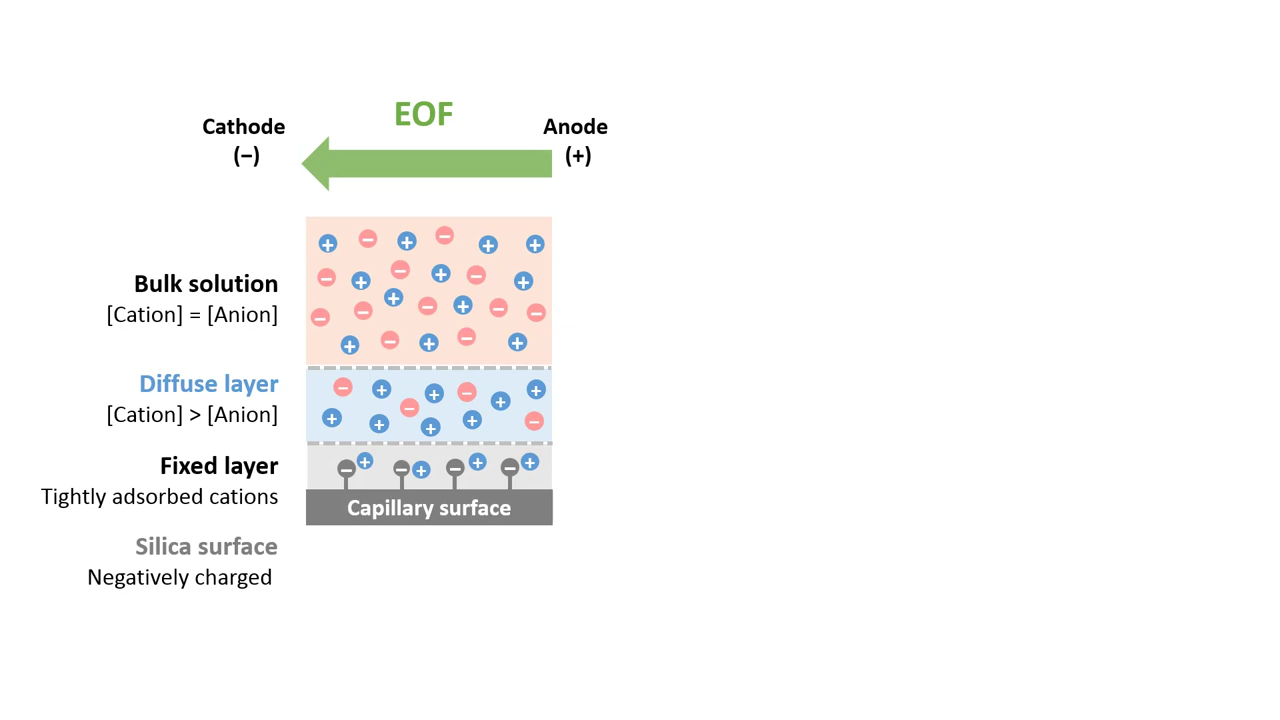 EOF
Cathode
(−)
Anode
(+)
Bulk solution
[Cation] = [Anion]
Diffuse layer
[Cation] > [Anion]
Fixed layer
Tightly adsorbed cations
Capillary surface
Silica surface
Negatively charged